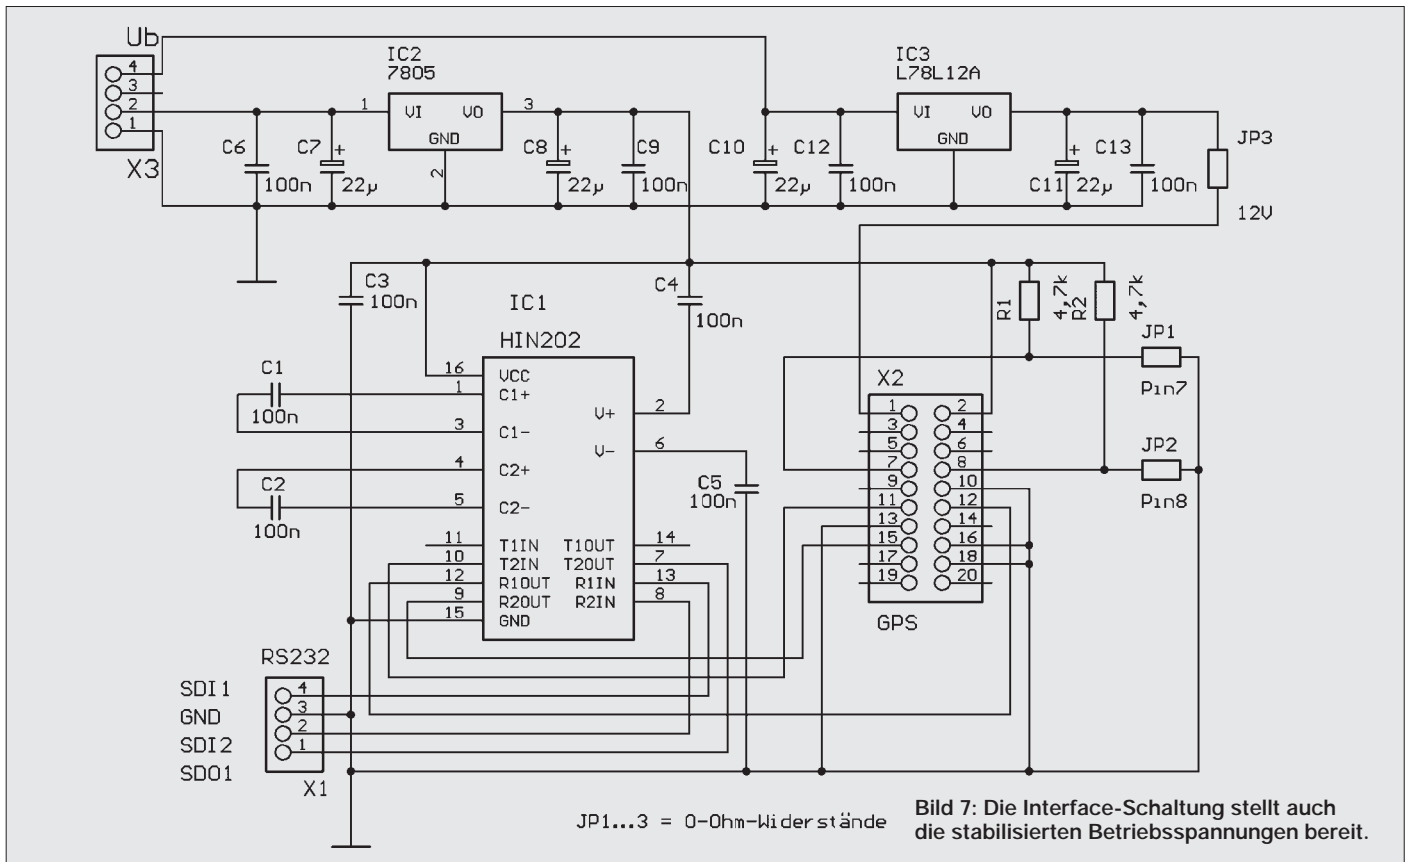 Ub
4
3
2
1
X3
IC2
7805
1 VI VO 3
GND
2
C6
100n
C7 +
22µ
C8 +
22µ
C9
100n
IC3
L78L12A
VI VO
GND
C10 +
22µ
C12
100n
C11 +
22µ
C13
100n
JP3
12V
C3
100n
IC1
HIN202
C4
100n
R1
4,7k
R2
4,7k
JP1
Pin7
JP2
Pin8
C1
100n
C2
100n
C5
100n
16 VCC
1 C1+
3 C1-
4 C2+
5 C2-
V+ 2
V- 6
11 T1IN T1OUT 14
10 T2IN T2OUT 7
12 R1OUT R1IN 13
9 R2OUT R2IN 8
15 GND
X2
1 2
3 4
5 6
7 8
9 10
11 12
13 14
15 16
17 18
19 20
GPS
RS232
SDI1 4
GND 3
SDI2 2
SDO1 1
X1
JP1...3 = 0-Ohm-Widerstände
Bild 7: Die Interface-Schaltung stellt auch
die stabilisierten Betriebsspannungen bereit.